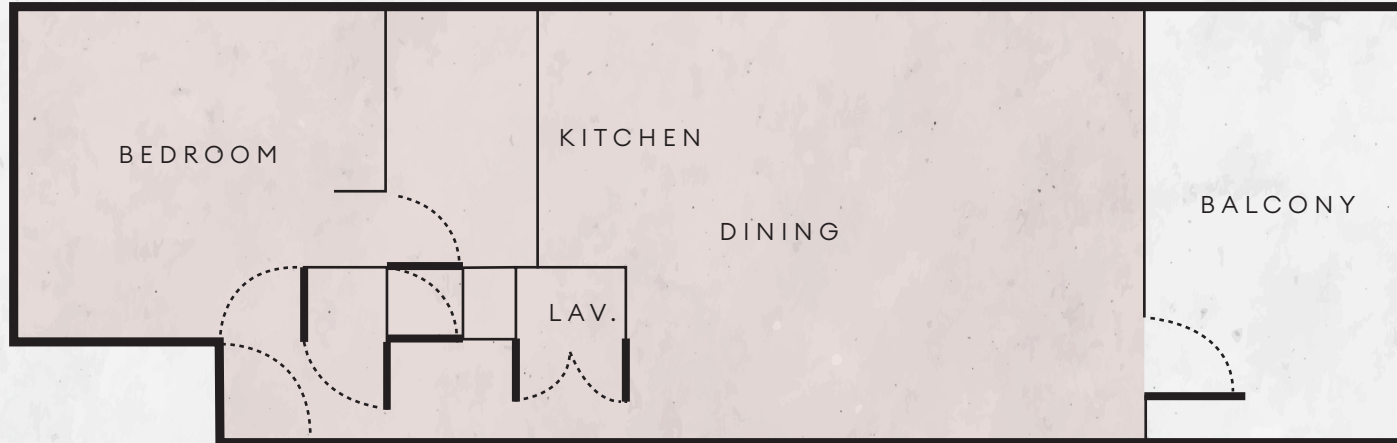 BEDROOM
KITCHEN
DINING
BALCONY
LAV.